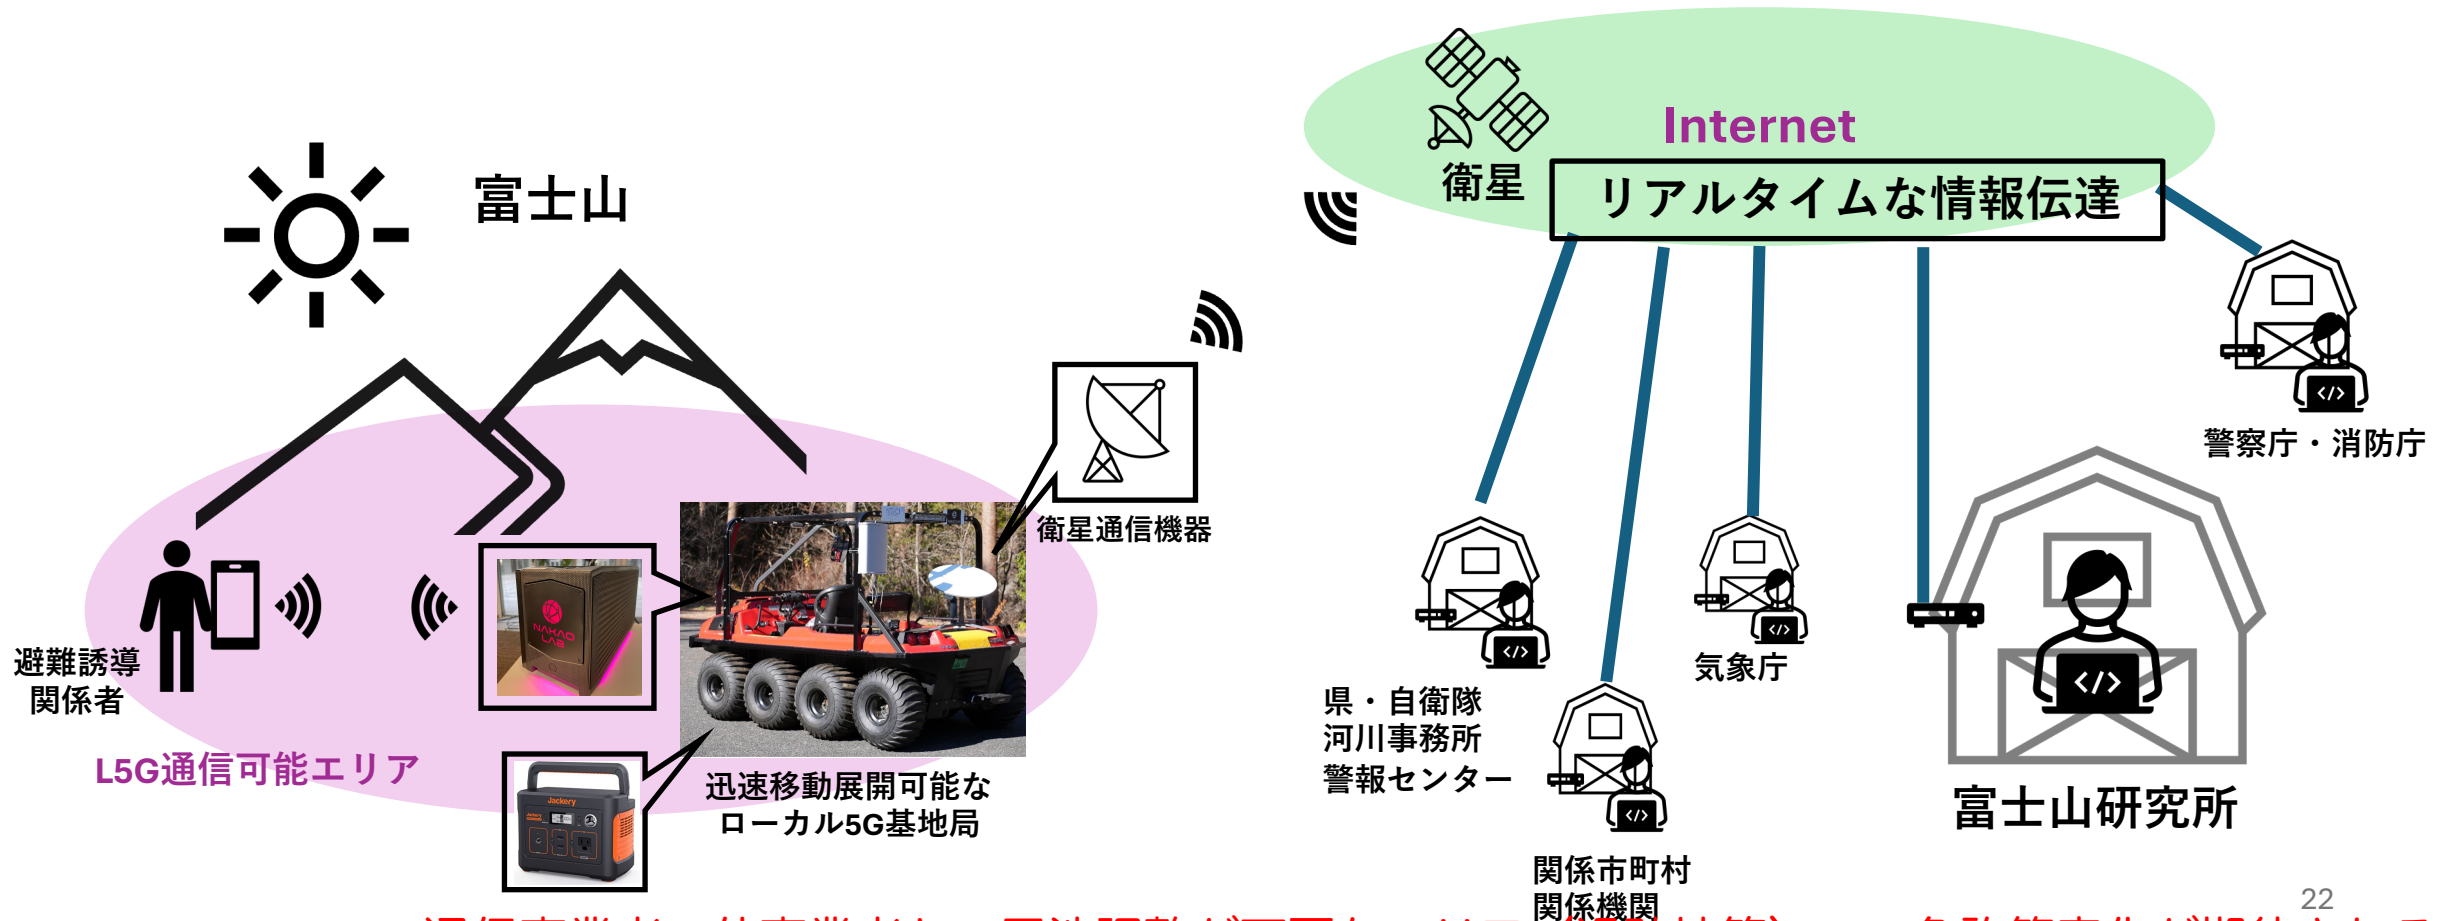 Internet
衛星
リアルタイムな情報伝達
富士山
警察庁・消防庁
衛星通信機器
NAKAO
LAB
避難誘導
関係者
L5G通信可能エリア
Jackery
迅速移動展開可能な
ローカル5G基地局
</>
</>
</>
</>
</>
気象庁
県・自衛隊
河川事務所
警報センター
富士山研究所
関係市町村
関係機関
22